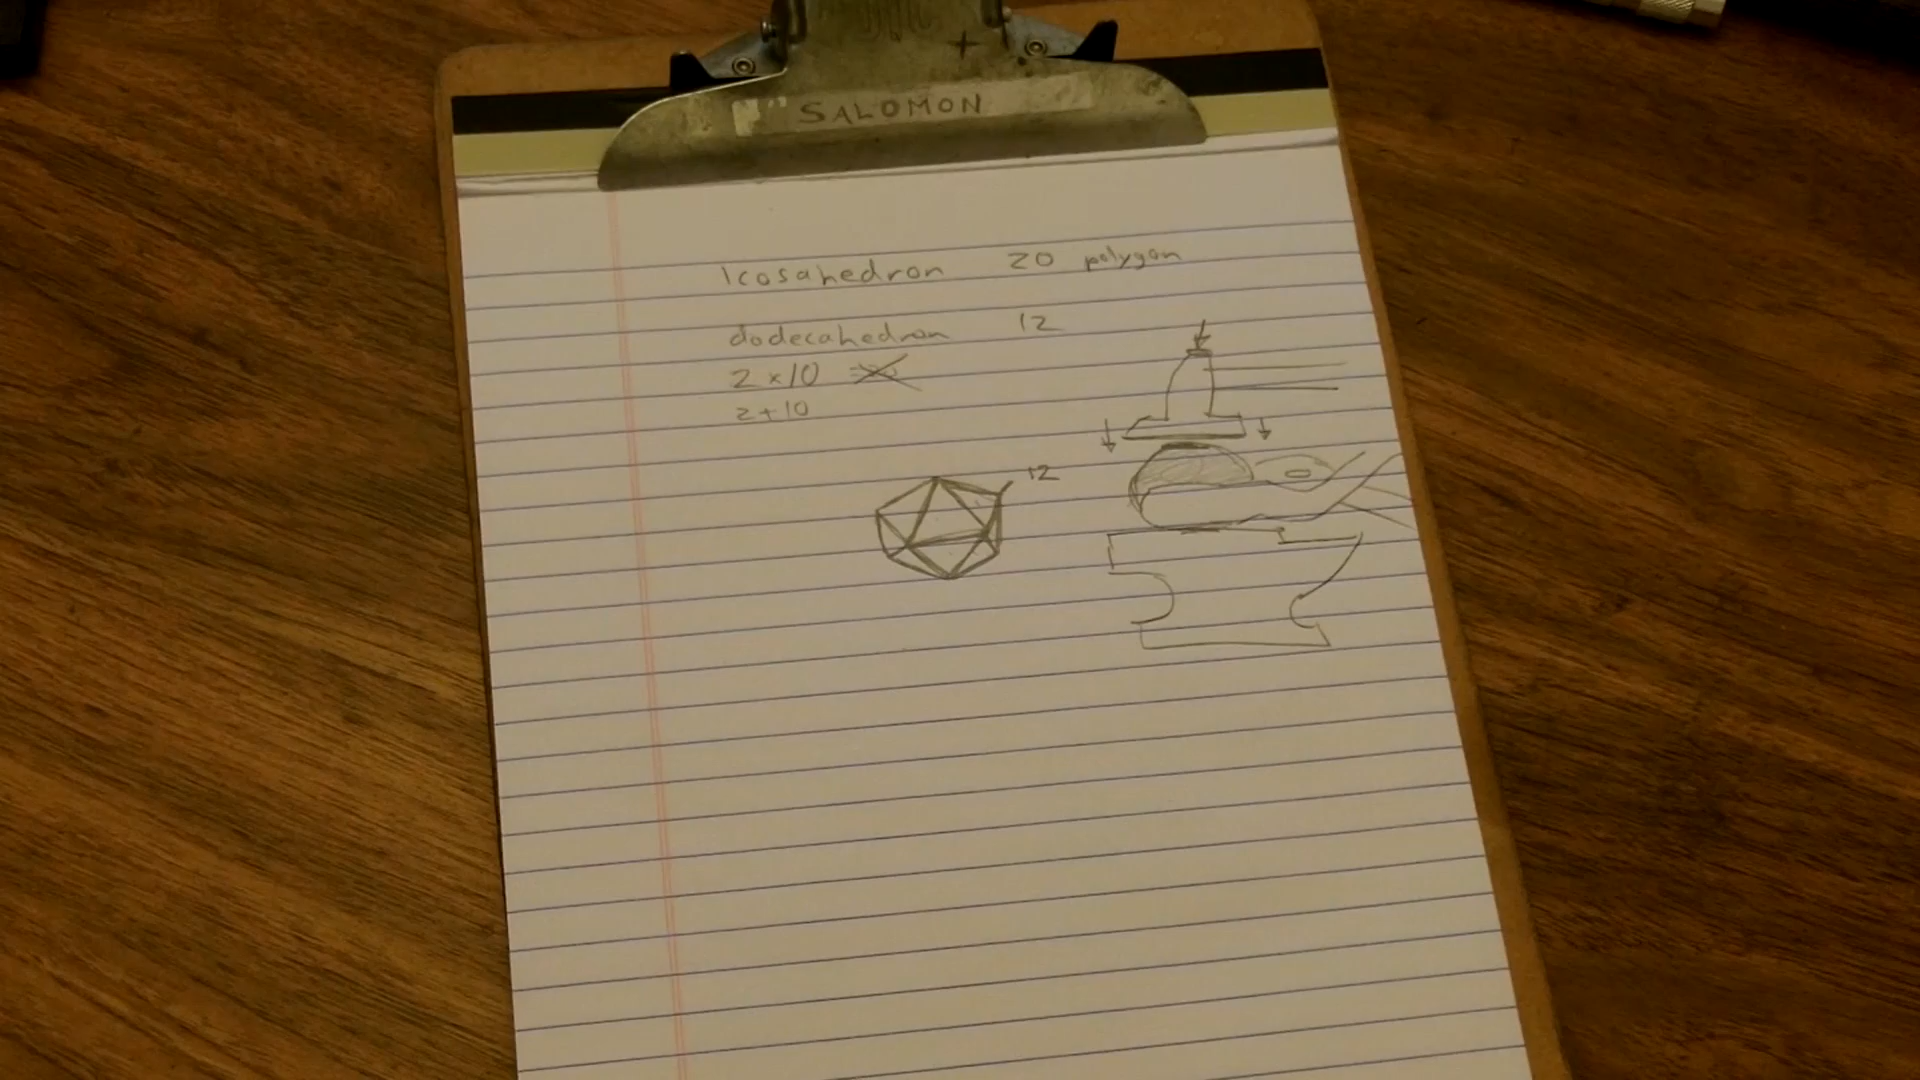 SALOMON
Icosahedron 20 polygon
dodecahedron 12
2 x 10
2 + 10
12